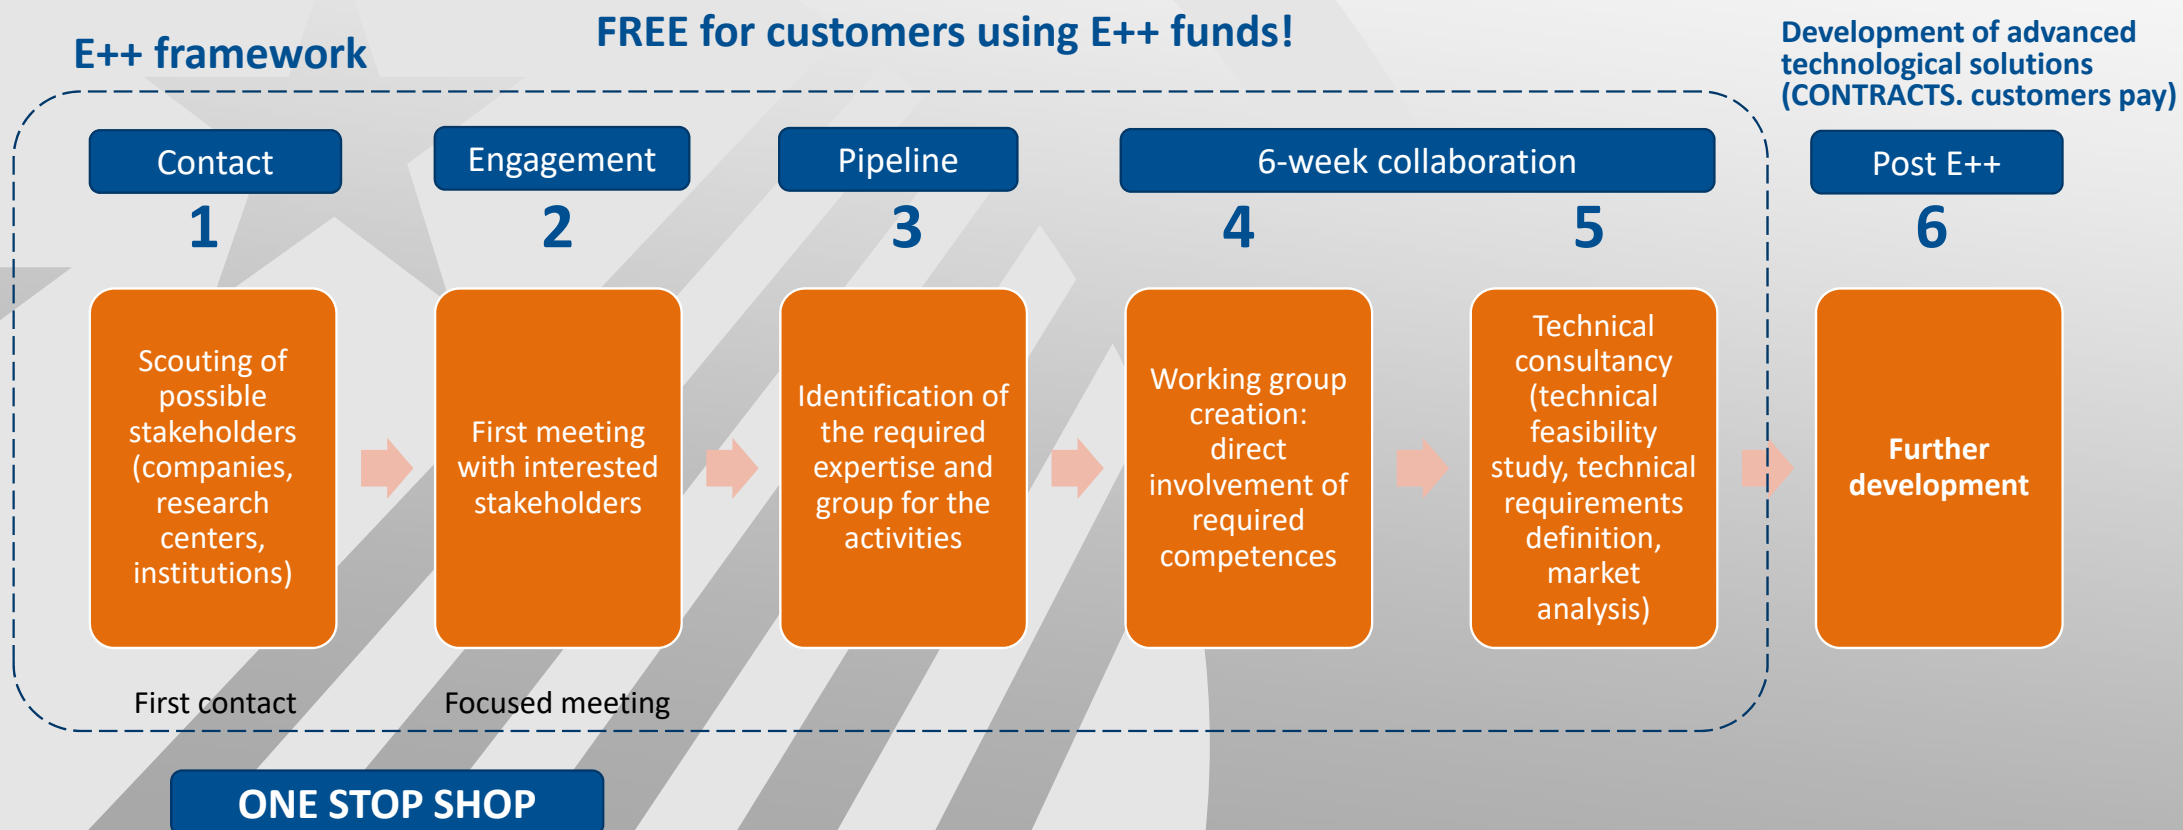 E++ framework
FREE for customers using E++ funds!
Development of advanced
technological solutions
(CONTRACTS. customers pay)
Contact
1
Scouting of
possible
stakeholders
(companies,
research
centers,
institutions)
First contact
Engagement
2
First meeting
with interested
stakeholders
Focused meeting
Pipeline
3
Identification of
the required
expertise and
group for the
activities
6-week collaboration
4
Working group
creation:
direct
involvement of
required
competences
5
Technical
consultancy
(technical
feasibility
study, technical
requirements
definition,
market
analysis)
Post E++
6
Further
development
ONE STOP SHOP